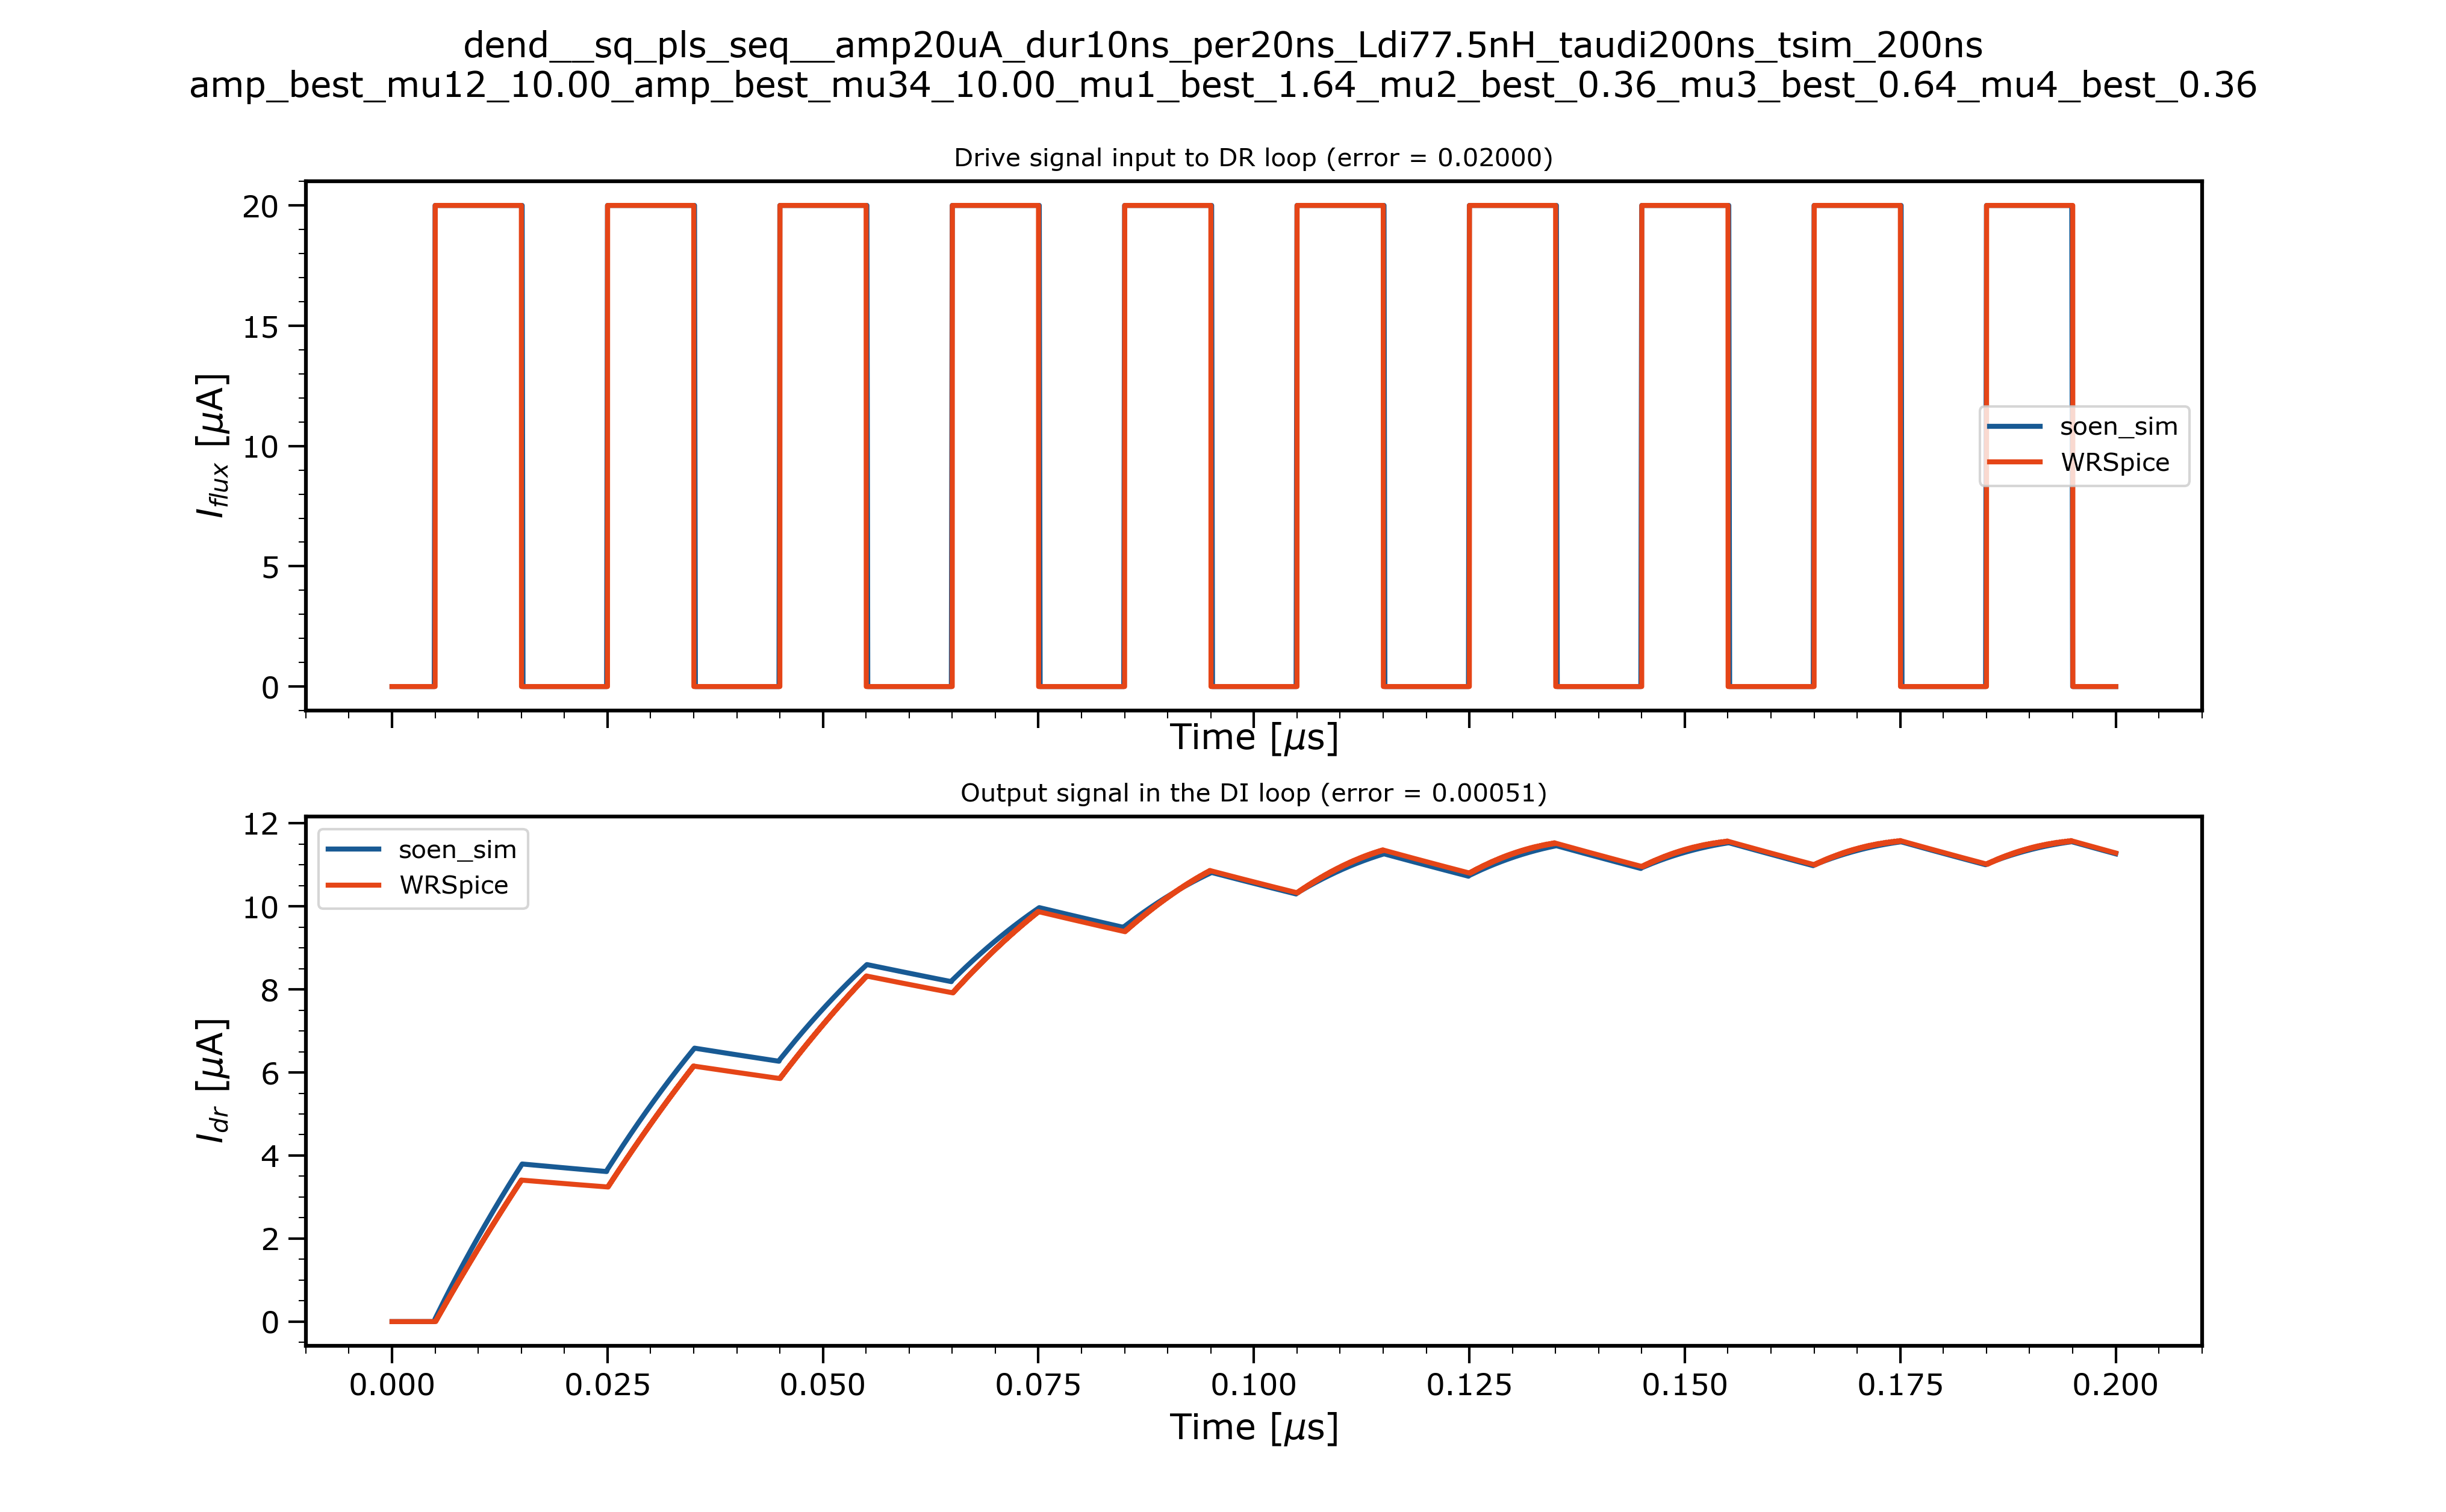 dend__sq_pls_seq__amp20uA_dur10ns_per20ns_Ldi77.5nH_taudi200ns_tsim_200ns
amp_best_mu12_10.00_amp_best_mu34_10.00_mu1_best_1.64_mu2_best_0.36_mu3_best_0.64_mu4_best_0.36
Drive signal input to DR loop (error = 0.02000)
20
15
10
5
0
I_flux [μA]
soen_sim
WRSpice
Time [μs]
Output signal in the DI loop (error = 0.00051)
12
10
8
6
4
2
0
I_dr [μA]
soen_sim
WRSpice
0.000 0.025 0.050 0.075 0.100 0.125 0.150 0.175 0.200
Time [μs]